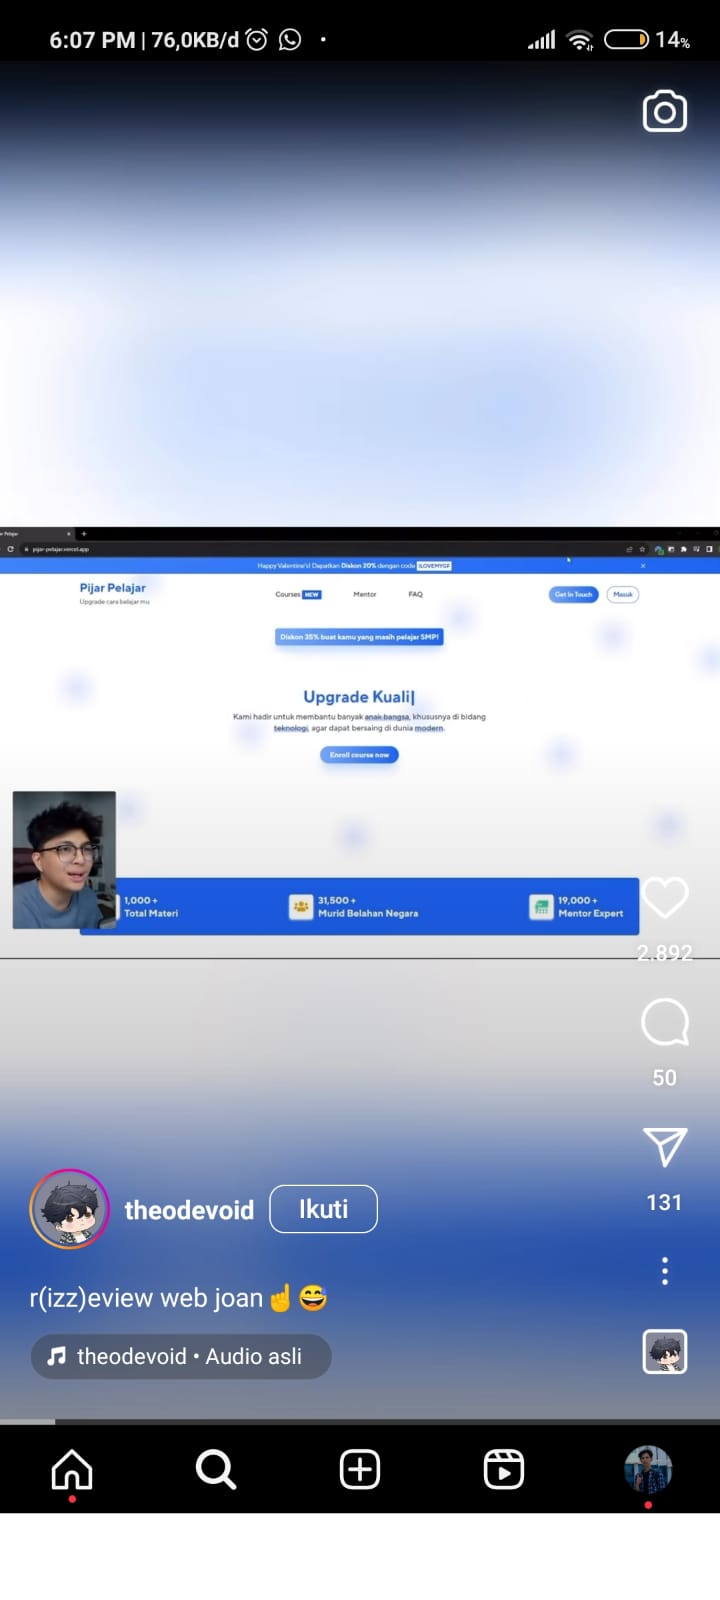 6:07 PM | 76,0KB/d
14%
pijar-pelajar.vercel.app
Happy Valentine's! Dapatkan Diskon 20% dengan code ILOVEMYGF
Pijar Pelajar
Upgrade cara belajar mu
Courses NEW Mentor FAQ Get In Touch Masuk
Diskon 35% buat kamu yang masih pelajar SMP!
Upgrade Kuali|
Kami hadir untuk membantu banyak anak bangsa, khususnya di bidang
teknologi, agar dapat bersaing di dunia modern.
Enroll course now
1,000 +
Total Materi
31,500 +
Murid Belahan Negara
19,000 +
Mentor Expert
2.892
50
131
theodevoid Ikuti
r(izz)eview web joan☝️😅
theodevoid • Audio asli